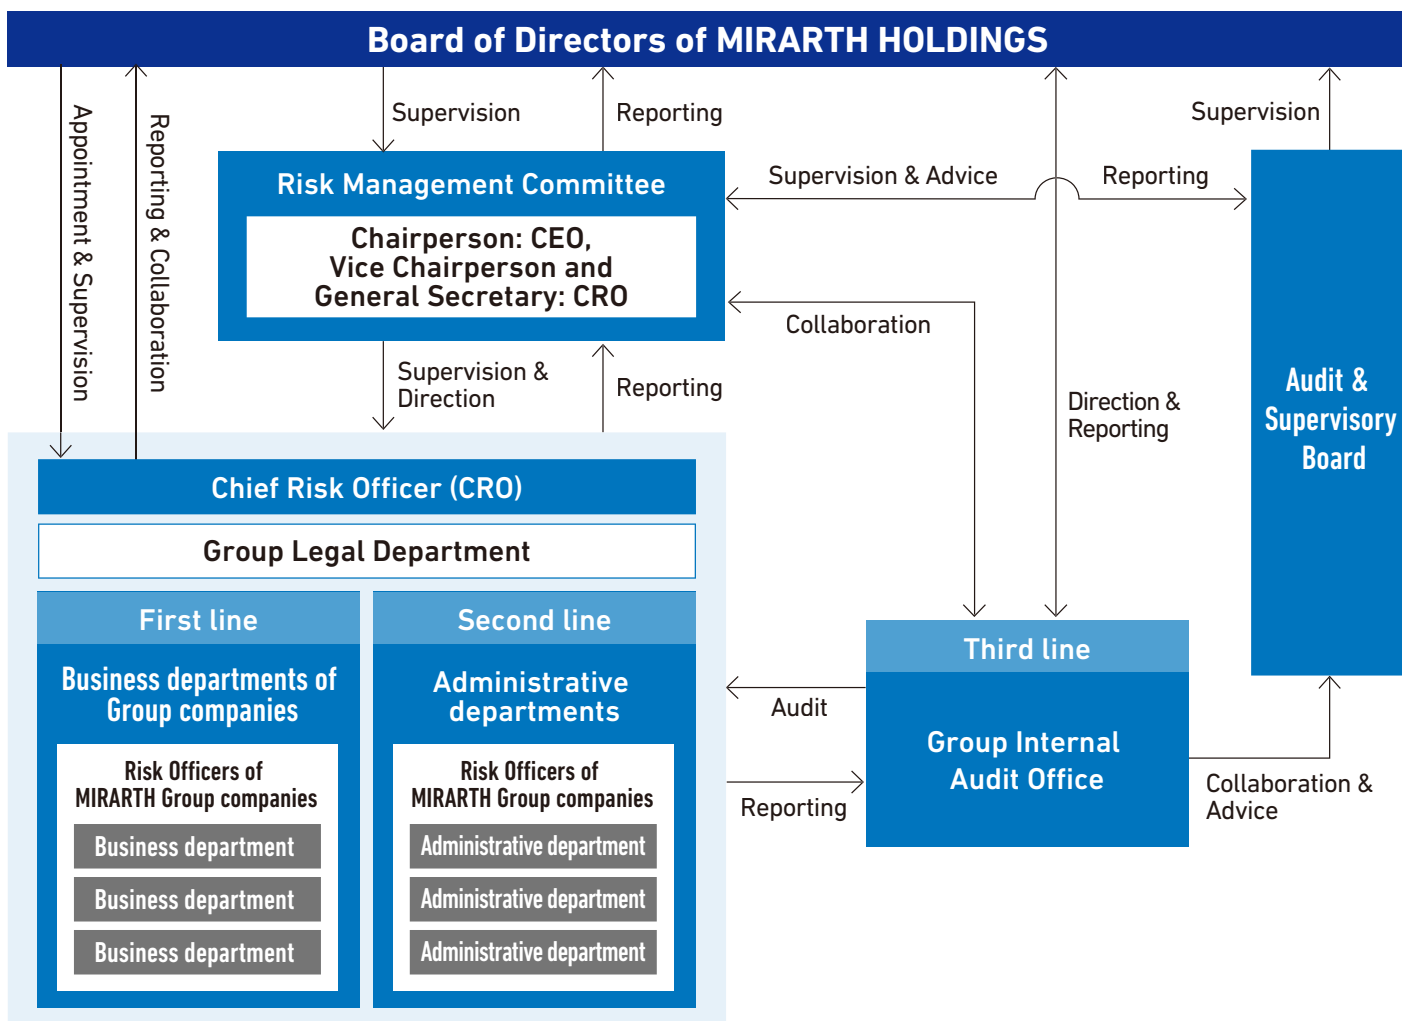 Board of Directors of MIRARTH HOLDINGS
Appointment & Supervision
Reporting & Collaboration
Supervision
Reporting
Supervision
Risk Management Committee
Chairperson: CEO,
Vice Chairperson and
General Secretary: CRO
Supervision & Advice
Reporting
Collaboration
Supervision &
Direction
Reporting
Direction &
Reporting
Audit &
Supervisory
Board
Chief Risk Officer (CRO)
Group Legal Department
First line
Business departments of
Group companies
Risk Officers of
MIRARTH Group companies
Business department
Business department
Business department
Second line
Administrative
departments
Risk Officers of
MIRARTH Group companies
Administrative department
Administrative department
Administrative department
Audit
Reporting
Third line
Group Internal
Audit Office
Collaboration &
Advice